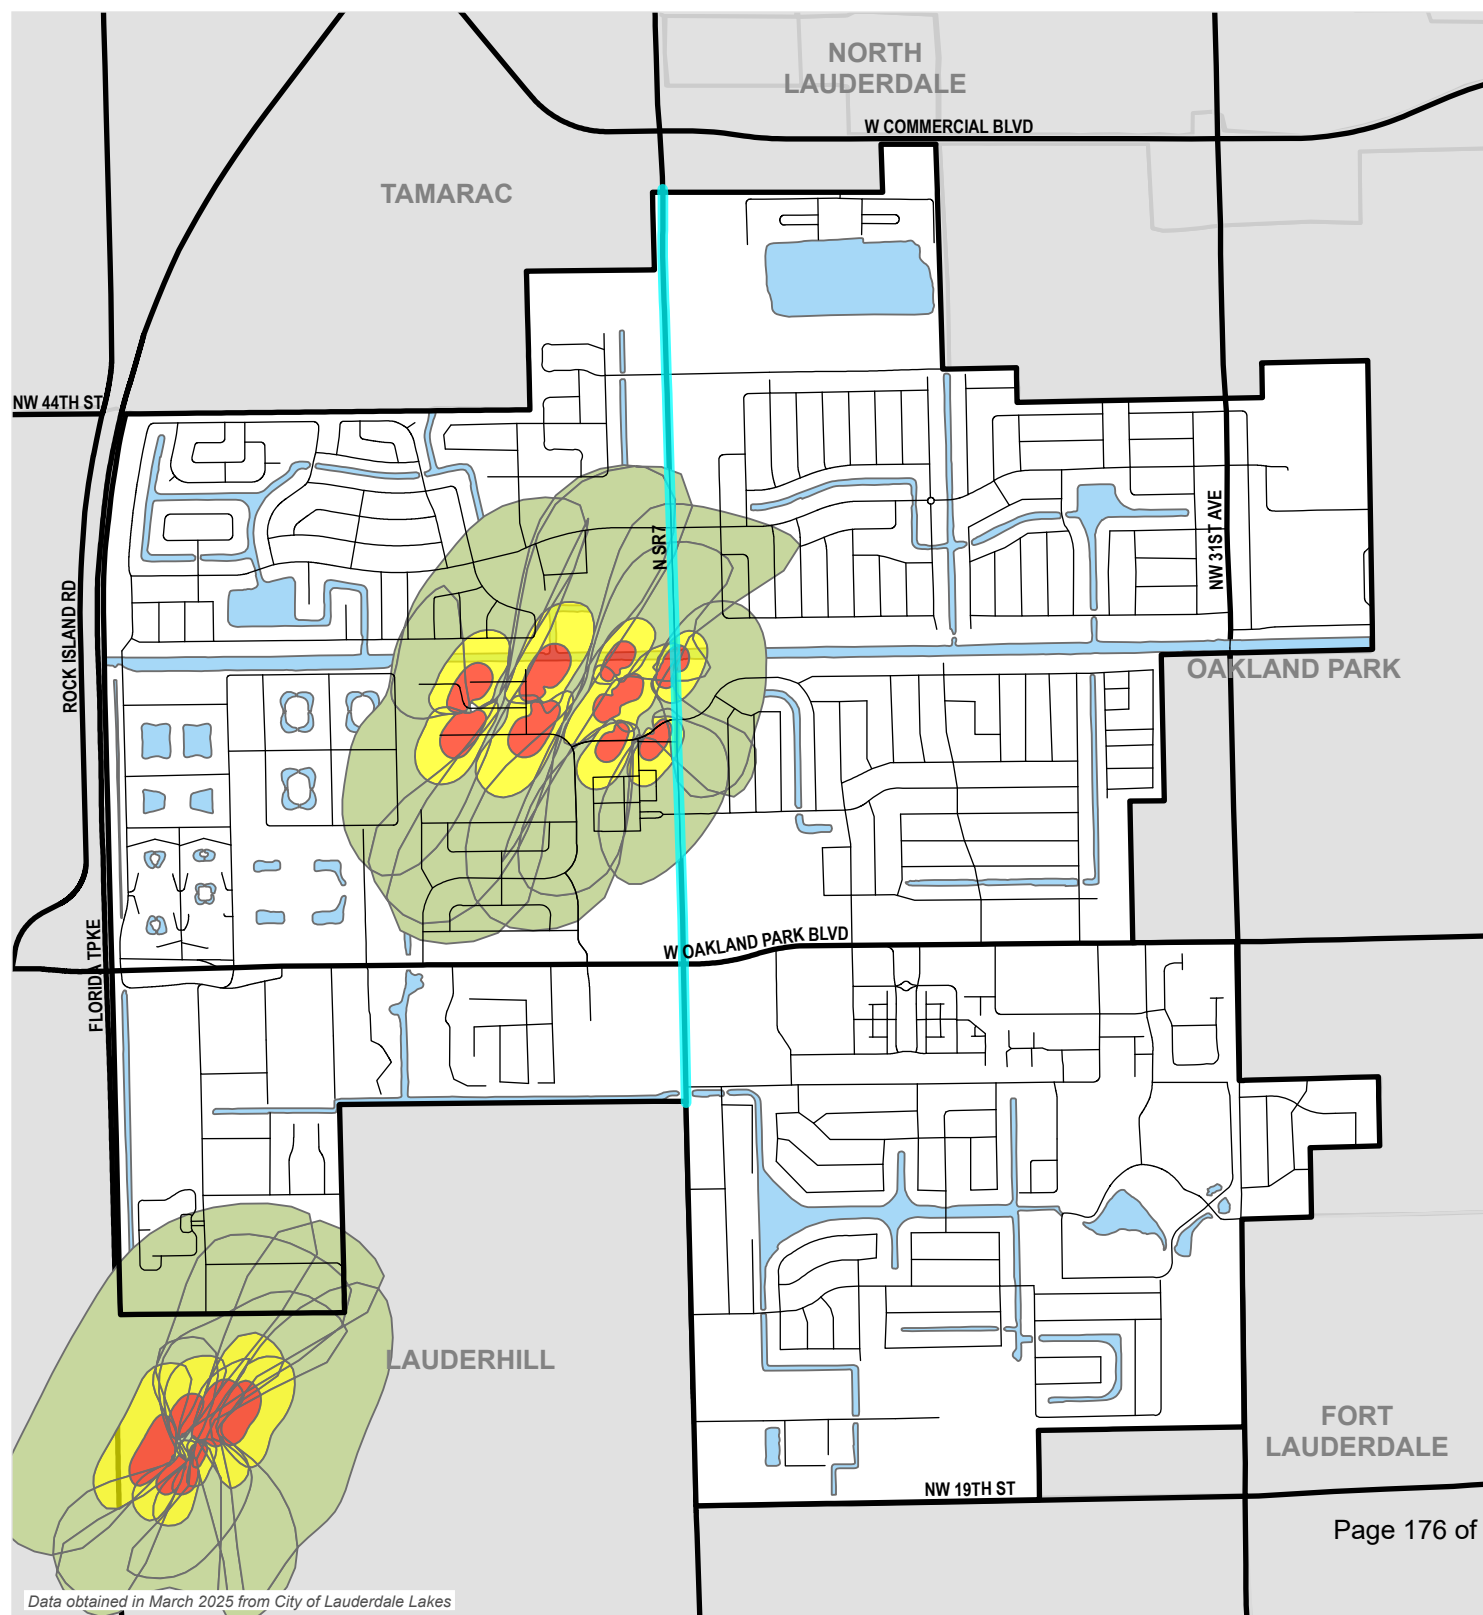 NORTH
LAUDERDALE
W COMMERCIAL BLVD
TAMARAC
NW 44TH ST
N SR7
NW 31ST AVE
ROCK ISLAND RD
OAKLAND PARK
W OAKLAND PARK BLVD
FLORIDA TPKE
LAUDERHILL
FORT
LAUDERDALE
NW 19TH ST
Page 176 of
Data obtained in March 2025 from City of Lauderdale Lakes